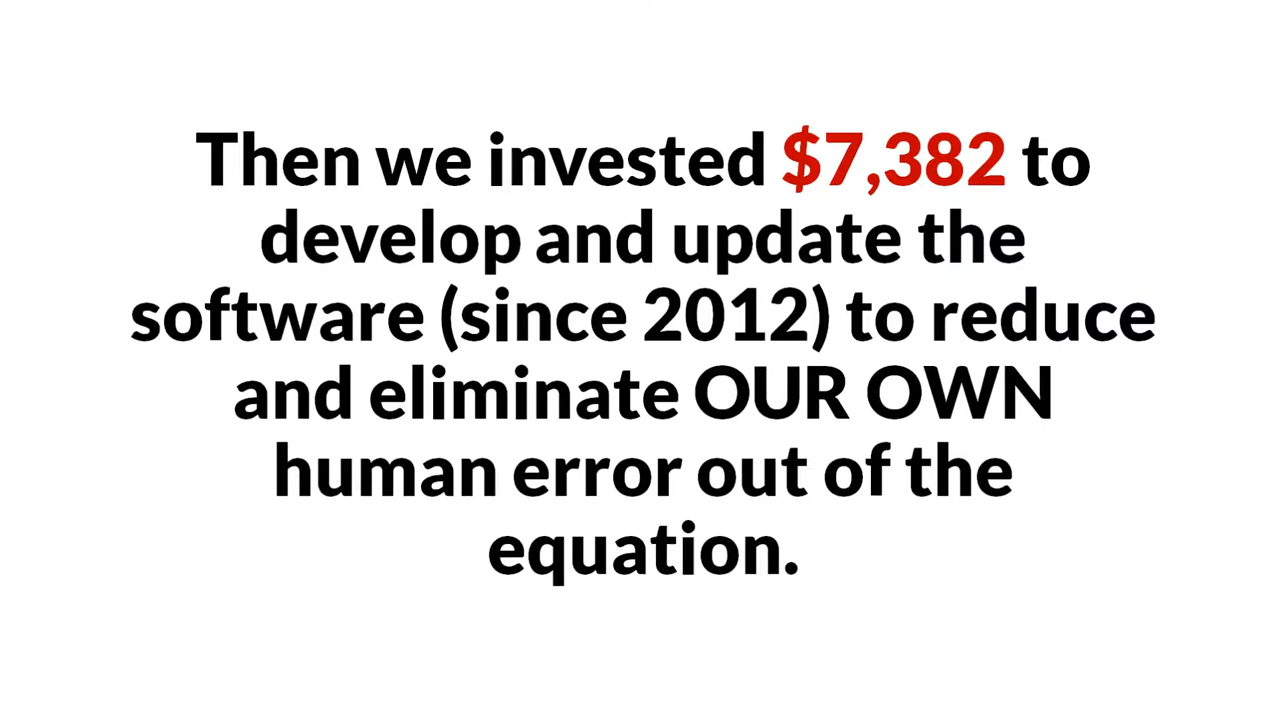 Then we invested $7,382 to
develop and update the
software (since 2012) to reduce
and eliminate OUR OWN
human error out of the
equation.